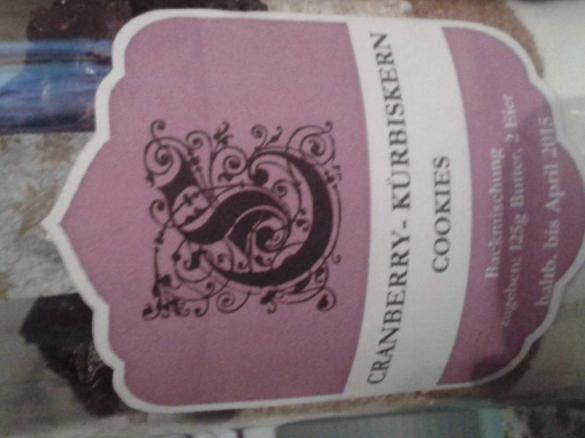 CRANBERRY- KÜRBISKERN
COOKIES
Backmischung
zugeben: 125g Butter, 2 Eier
haltb. bis April 2015